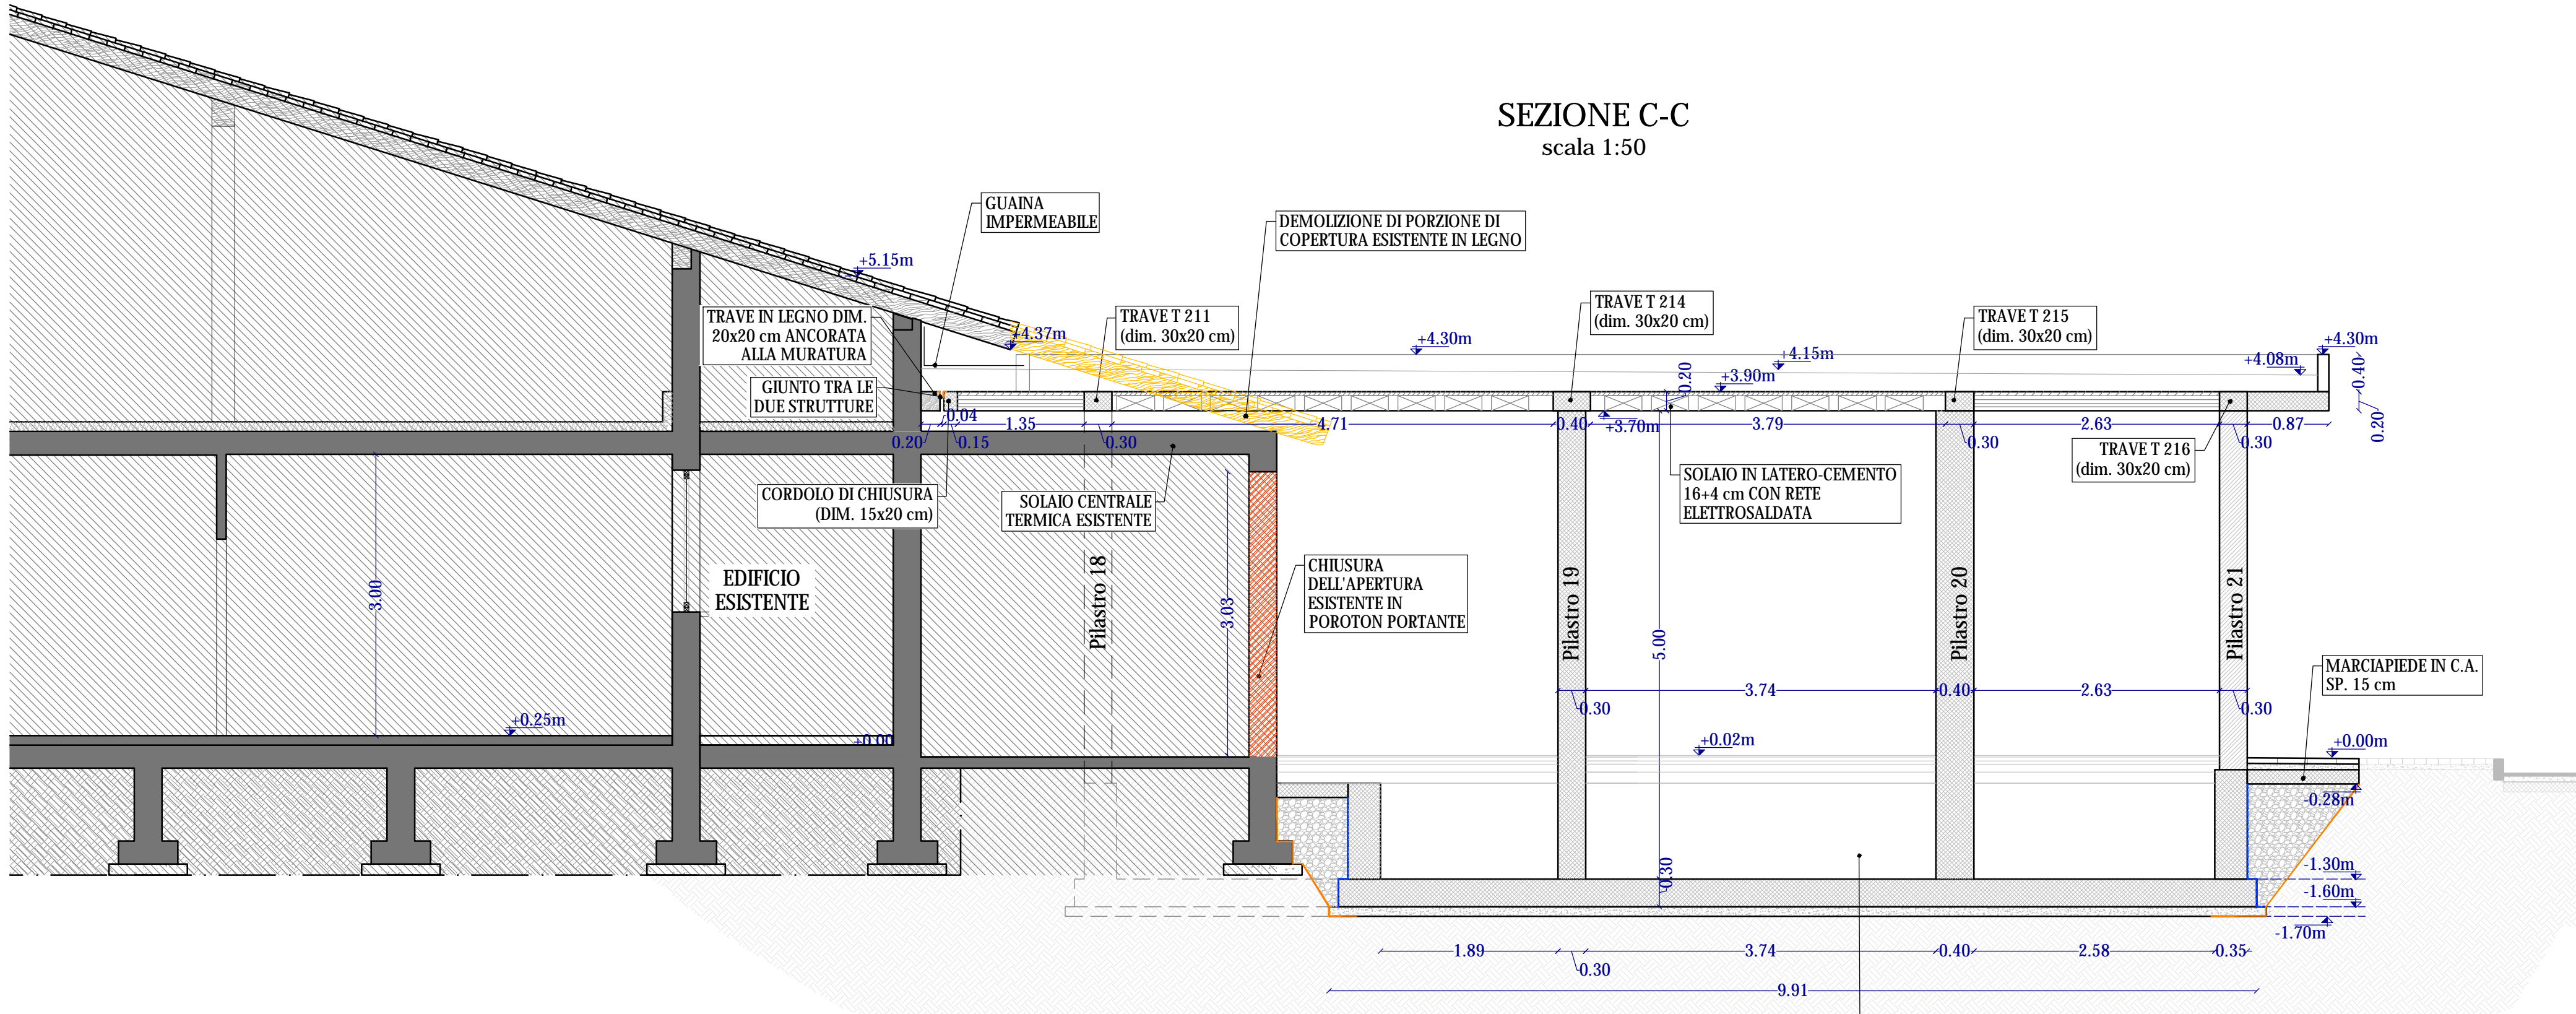 SEZIONE C-C
scala 1:50
GUAINA
IMPERMEABILE
DEMOLIZIONE DI PORZIONE DI
COPERTURA ESISTENTE IN LEGNO
+5.15m
TRAVE IN LEGNO DIM.
20x20 cm ANCORATA
ALLA MURATURA
GIUNTO TRA LE
DUE STRUTTURE
+4.37m
TRAVE T 211
(dim. 30x20 cm)
+4.30m
TRAVE T 214
(dim. 30x20 cm)
+4.15m
0.20
+3.90m
TRAVE T 215
(dim. 30x20 cm)
+4.30m
+4.08m
0.40
0.20
0.20
0.04
0.15
1.35
0.30
4.71
0.40
+3.70m
3.79
0.30
2.63
0.30
0.87
TRAVE T 216
(dim. 30x20 cm)
CORDOLO DI CHIUSURA
(DIM. 15x20 cm)
SOLAIO CENTRALE
TERMICA ESISTENTE
SOLAIO IN LATERO-CEMENTO
16+4 cm CON RETE
ELETTROSALDATA
3.00
EDIFICIO
ESISTENTE
Pilastro 18
3.03
CHIUSURA
DELL'APERTURA
ESISTENTE IN
POROTON PORTANTE
Pilastro 19
5.00
Pilastro 20
Pilastro 21
MARCIAPIEDE IN C.A.
SP. 15 cm
0.30
3.74
0.40
2.63
0.30
+0.25m
+0.00
+0.02m
+0.00m
-0.28m
0.30
-1.30m
-1.60m
-1.70m
1.89
0.30
3.74
0.40
2.58
0.35
9.91